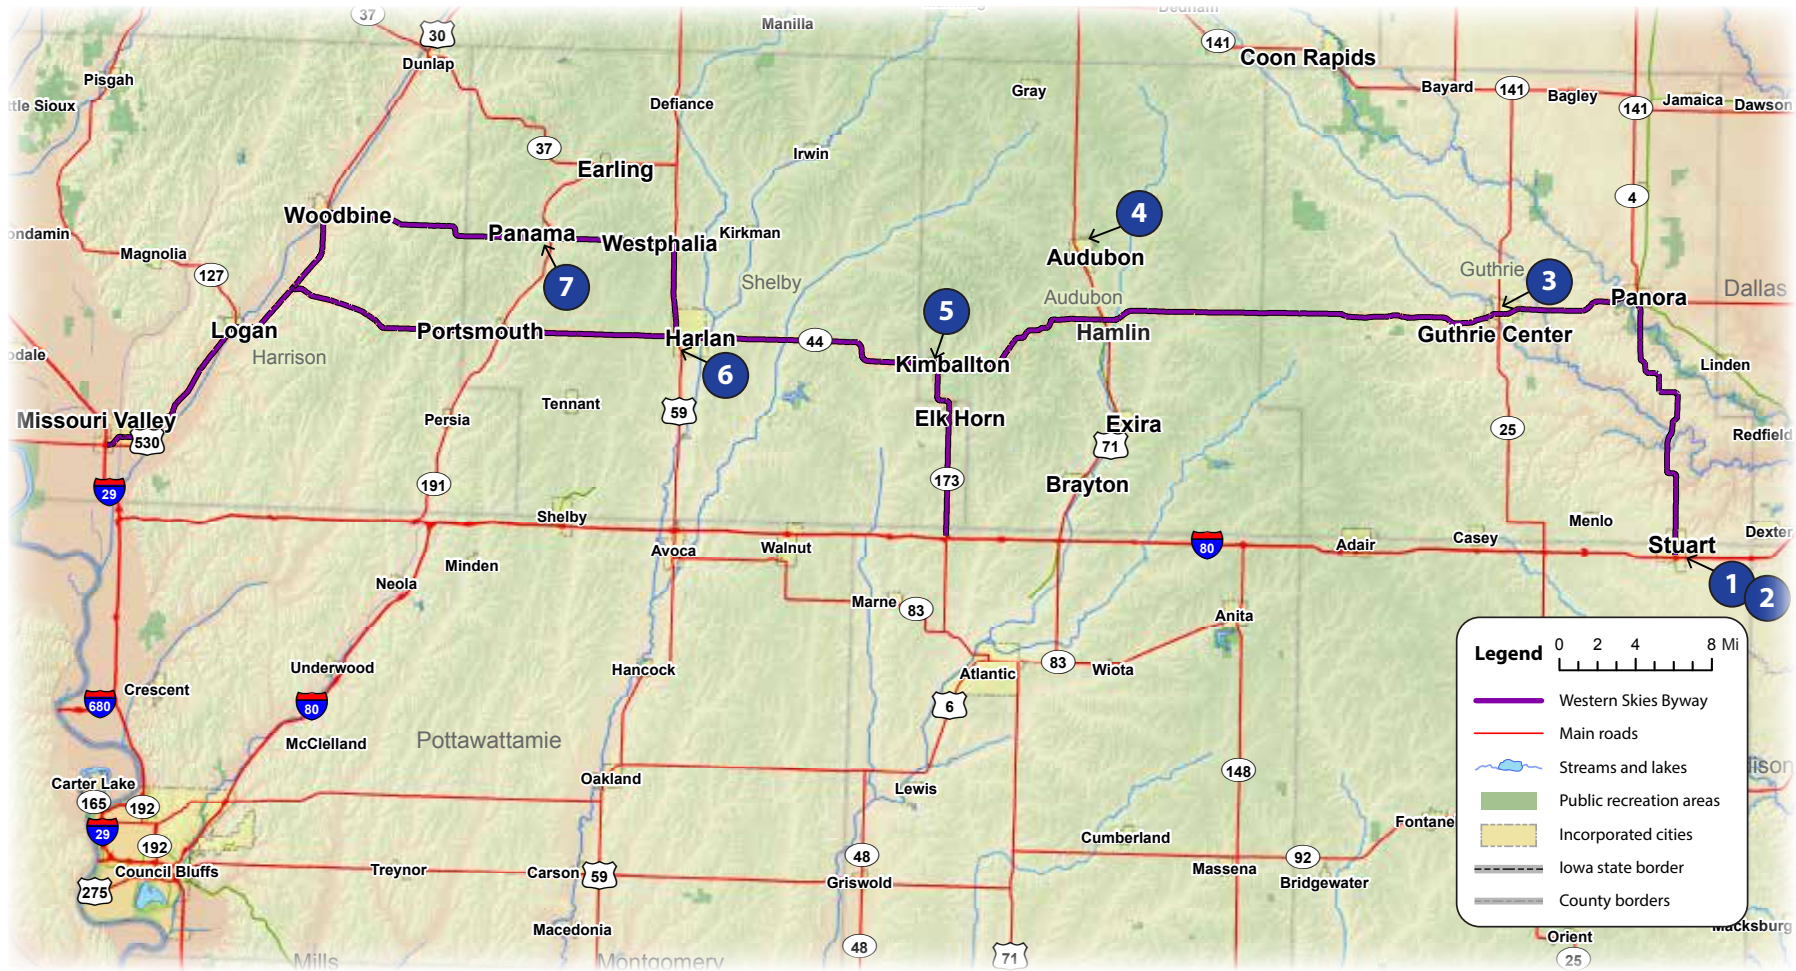 37
30
Manilla
Dunlap
141
Coon Rapids
Pisgah
Gray
Bayard
141
Bagley
Jamaica
Dawson
ttle Sioux
Defiance
141
37
Irwin
Earling
4
4
Woodbine
ondamin
Panama
Westphalia
Kirkman
Magnolia
Audubon
127
7
Shelby
Guthrie
3
Dallas
5
Audubon
Panora
Logan
Portsmouth
Harlan
44
Hamlin
Guthrie Center
odale
Harrison
Kimballton
Linden
6
Tennant
59
Missouri Valley
Persia
Elk Horn
Exira
25
530
71
Redfield
29
191
173
Brayton
Shelby
Menlo
Dexter
Avoca
Walnut
80
Adair
Casey
Stuart
Minden
Neola
1
2
Marne
83
Anita
Underwood
Hancock
Atlantic
83
Wiota
Crescent
680
80
6
McClelland
Pottawattamie
Carter Lake
Oakland
148
165
192
Lewis
29
192
Cumberland
Fontane
48
92
Council Bluffs
Treynor
Carson
59
Griswold
Massena
Bridgewater
275
Macedonia
48
71
Mills
Montgomery
Orient
25
lison
Macksburg
Legend
0 2 4 8 Mi
Western Skies Byway
Main roads
Streams and lakes
Public recreation areas
Incorporated cities
Iowa state border
County borders